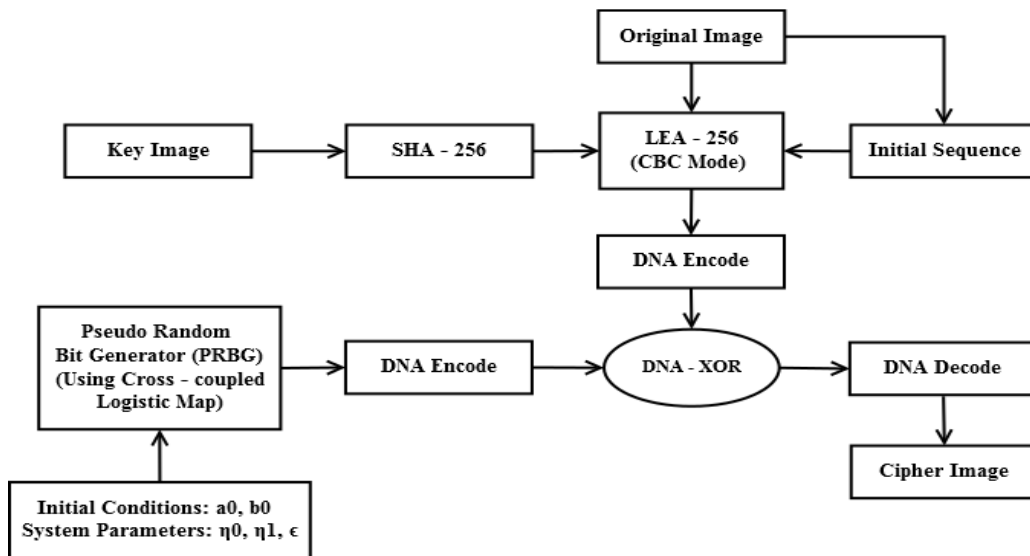 Original Image
Key Image
SHA - 256
LEA - 256
(CBC Mode)
Initial Sequence
DNA Encode
Pseudo Random
Bit Generator (PRBG)
(Using Cross - coupled
Logistic Map)
DNA Encode
DNA - XOR
DNA Decode
Cipher Image
Initial Conditions: a0, b0
System Parameters: η0, η1, ϵ